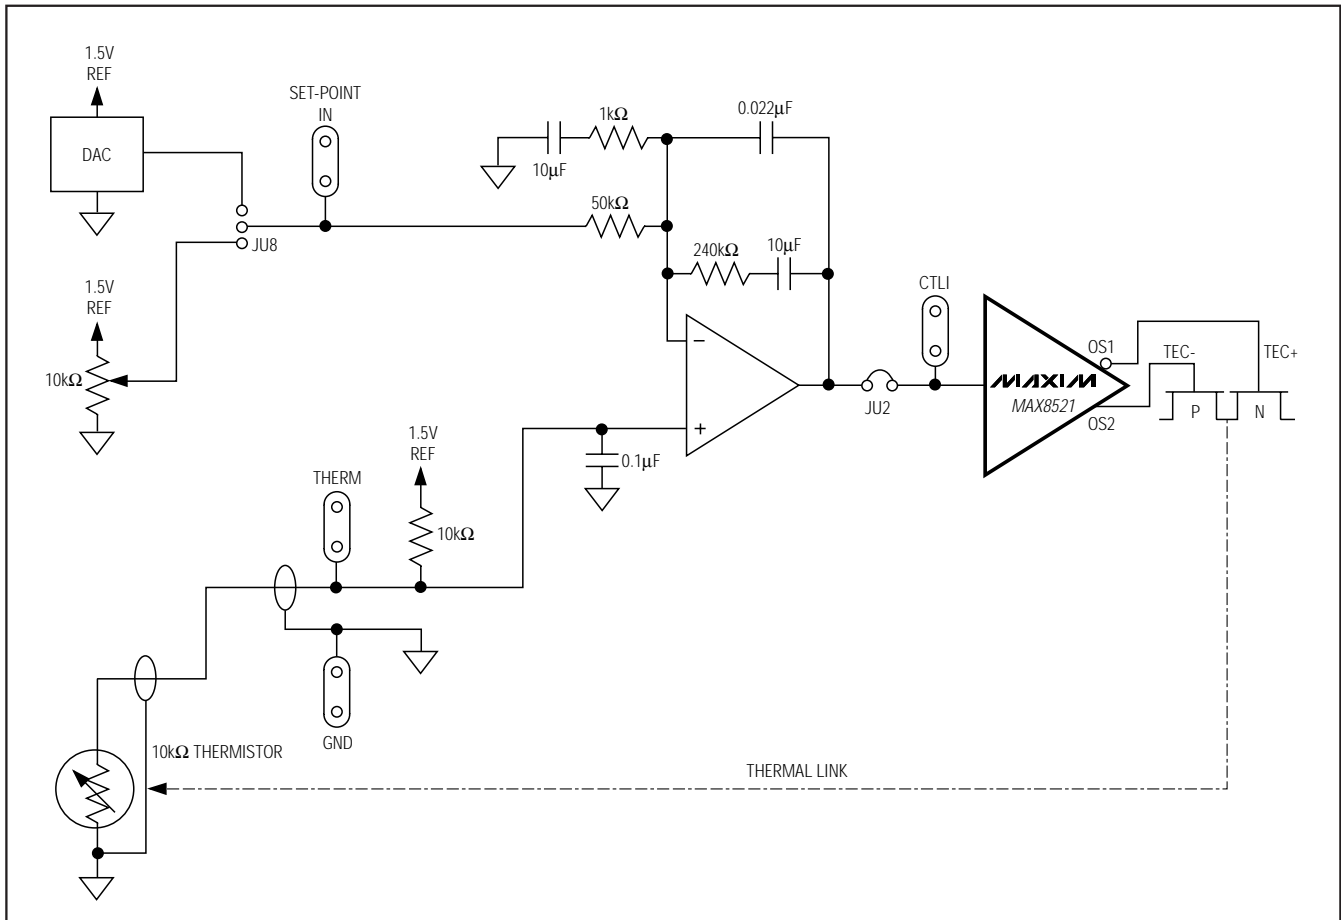 1.5V
REF
DAC
SET-POINT
IN
1kΩ
0.022µF
10µF
50kΩ
JU8
240kΩ
10µF
1.5V
REF
10kΩ
CTLI
−
OS1
TEC-
TEC+
MAXIM
MAX8521
P
N
JU2
OS2
+
1.5V
REF
0.1µF
THERM
10kΩ
GND
10kΩ THERMISTOR
THERMAL LINK